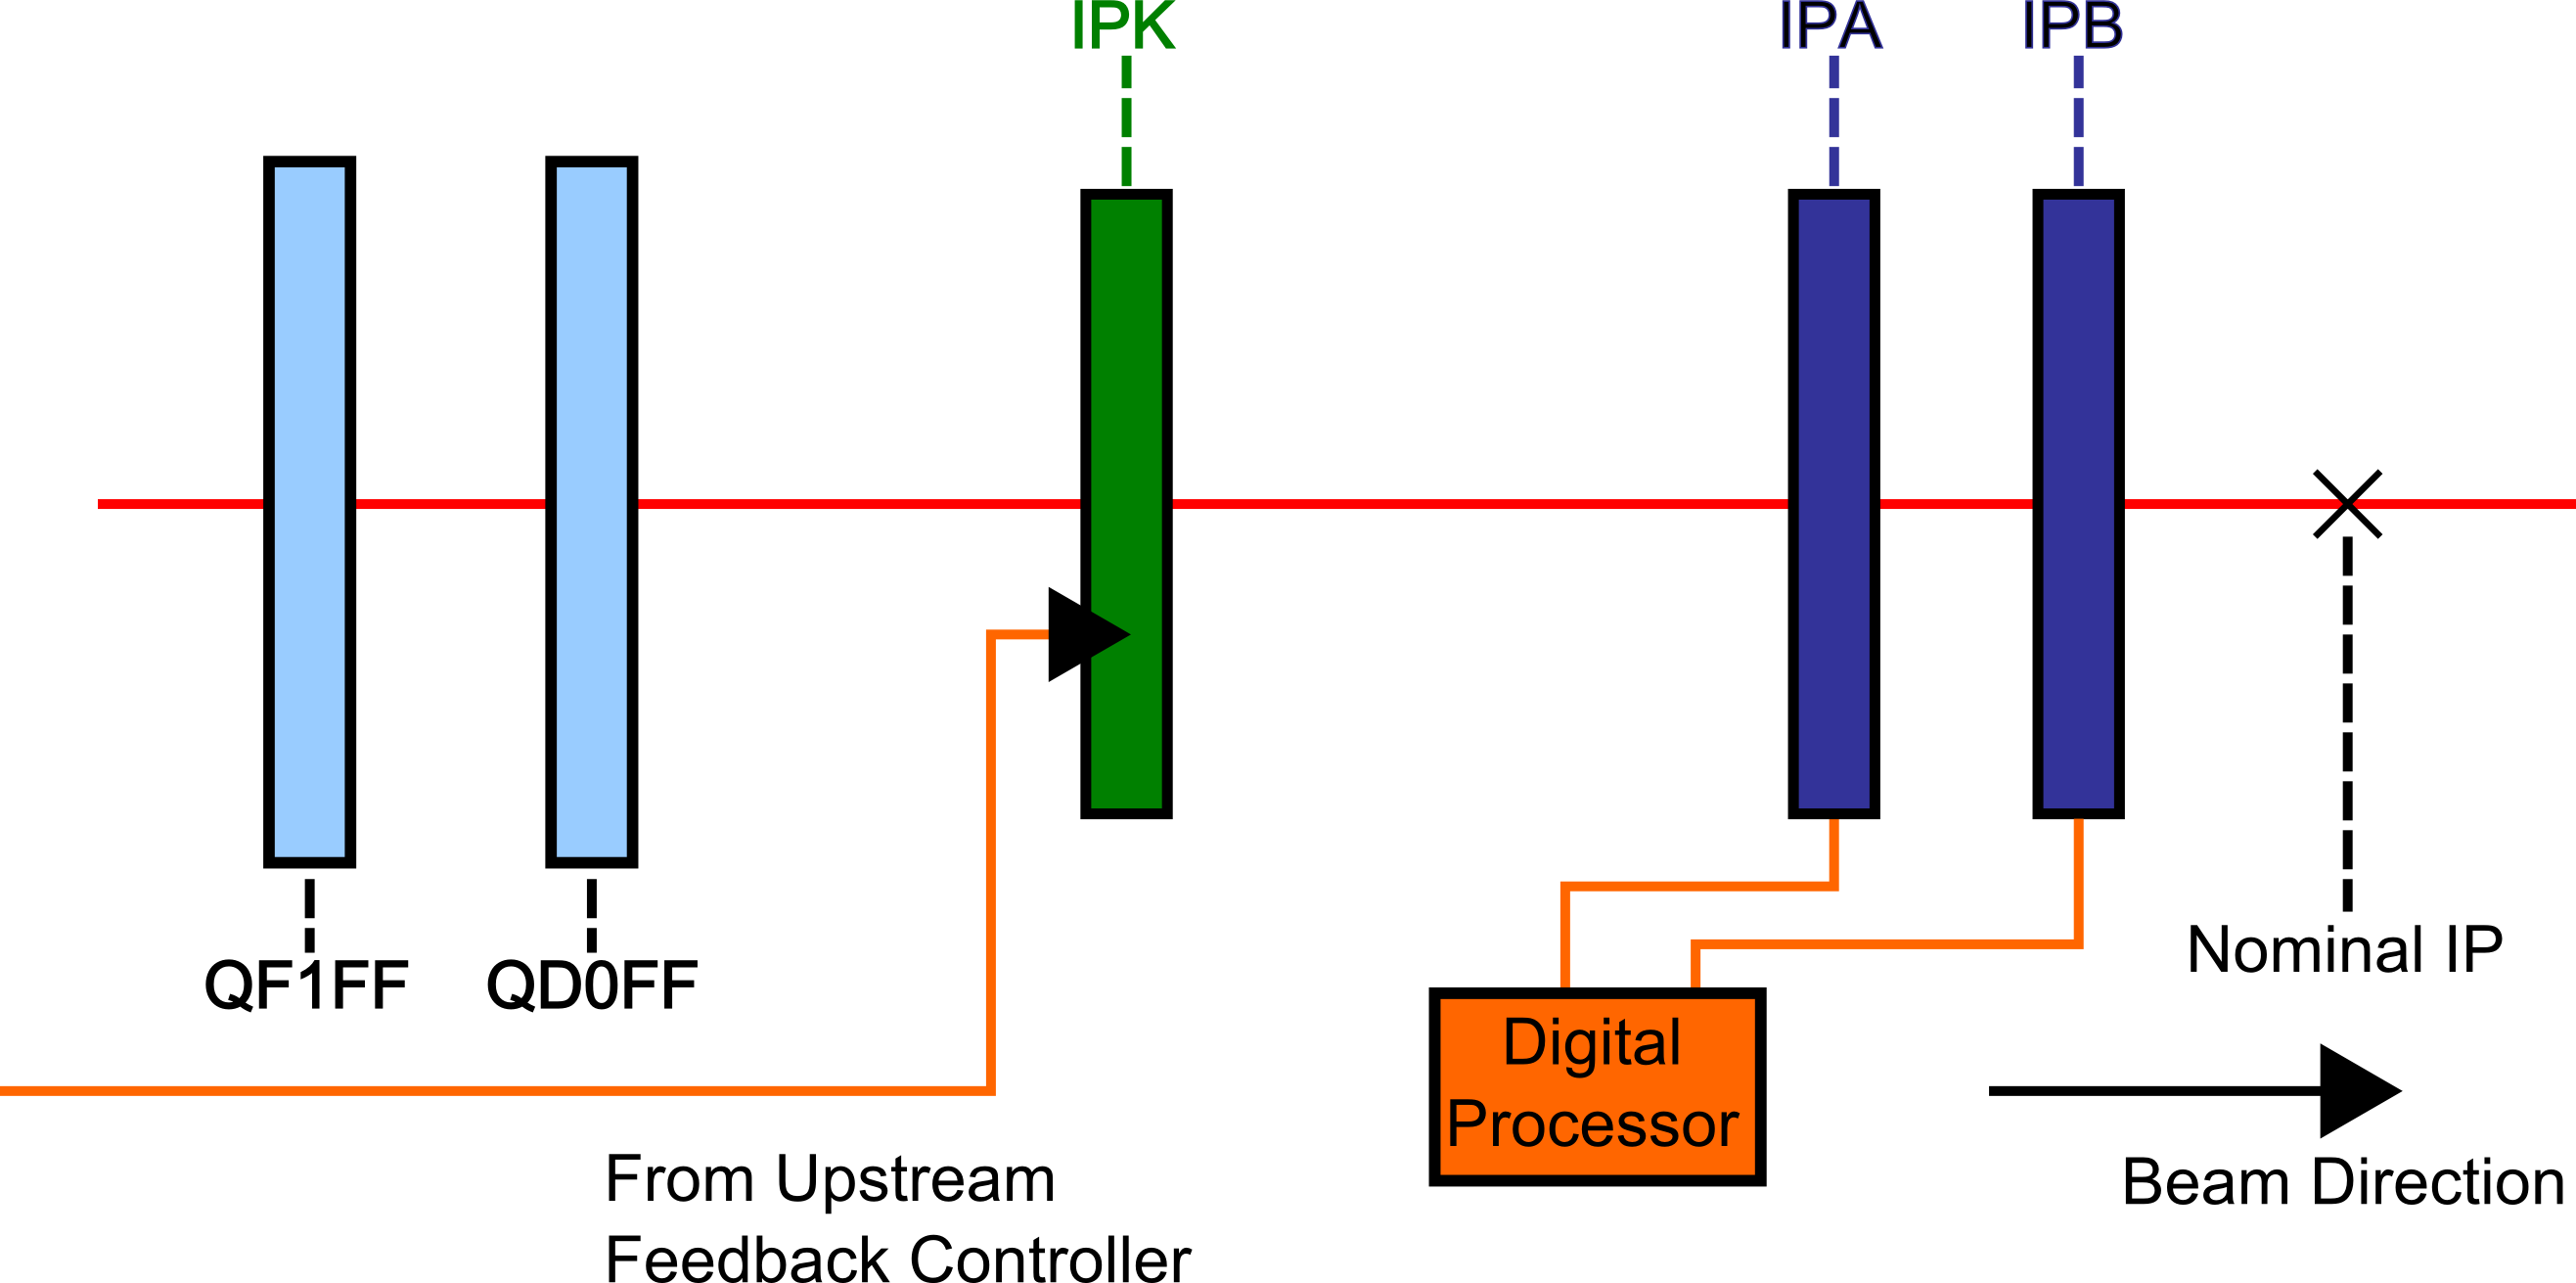 IPK
IPA
IPB
QF1FF
QD0FF
Nominal IP
Digital
Processor
From Upstream
Feedback Controller
Beam Direction